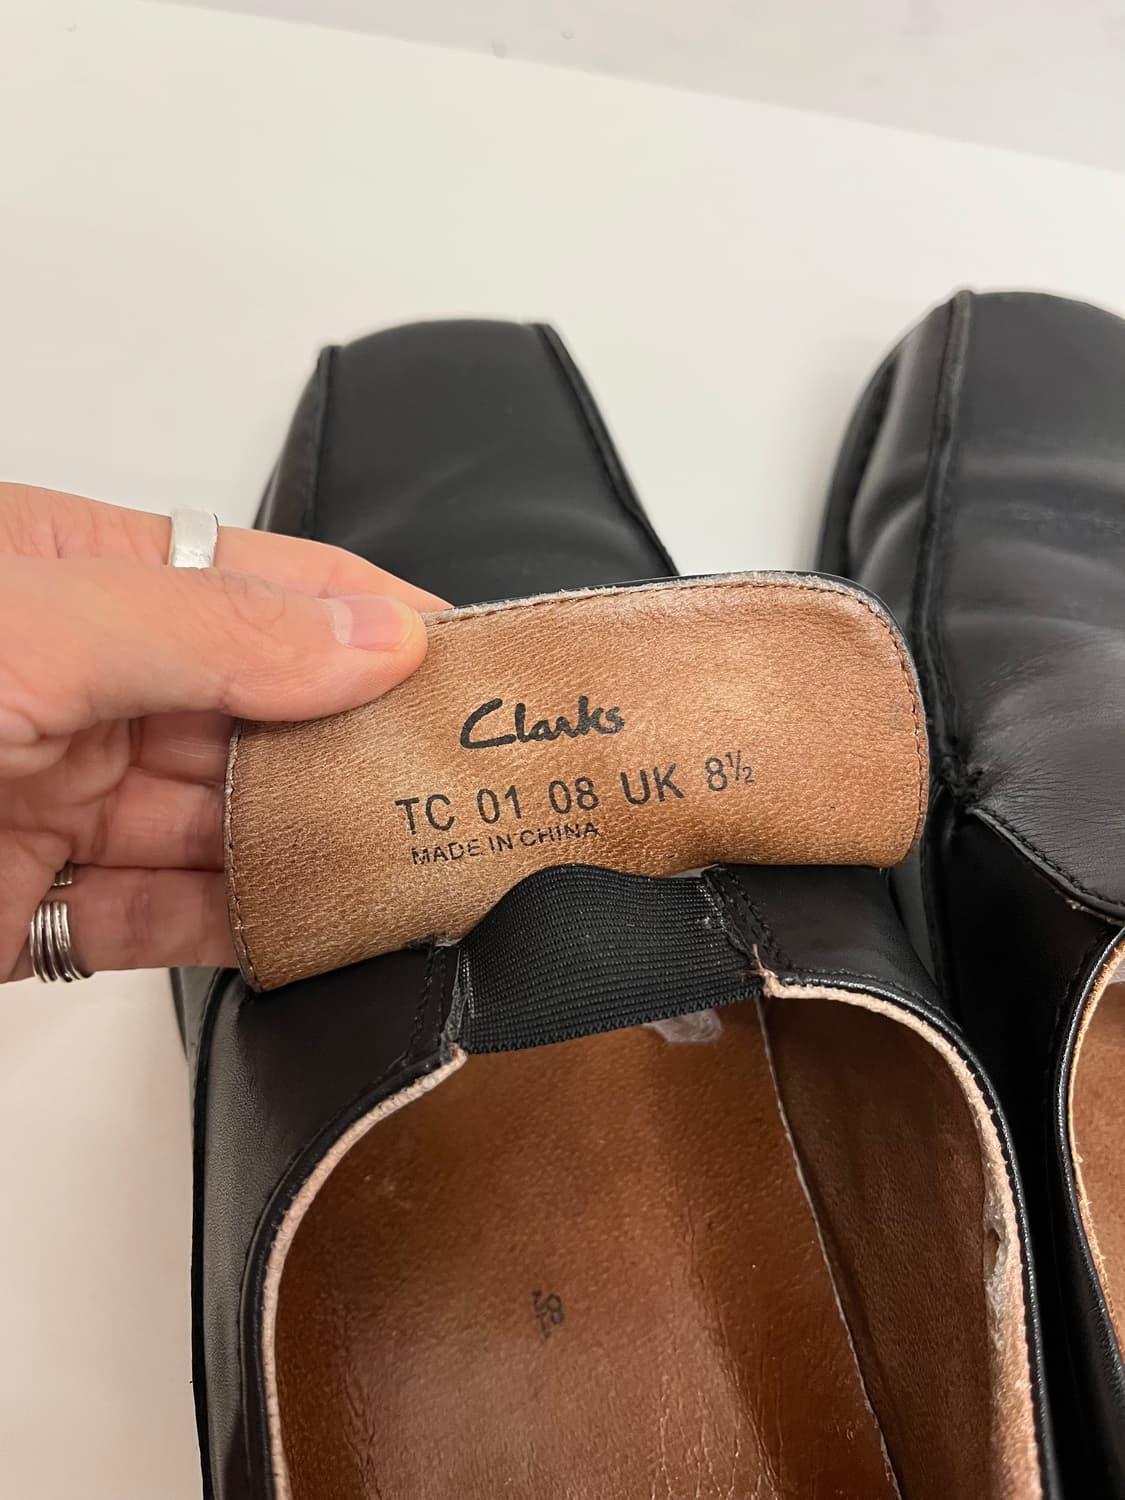 Clarks
TC 01 08 UK 8½
MADE IN CHINA